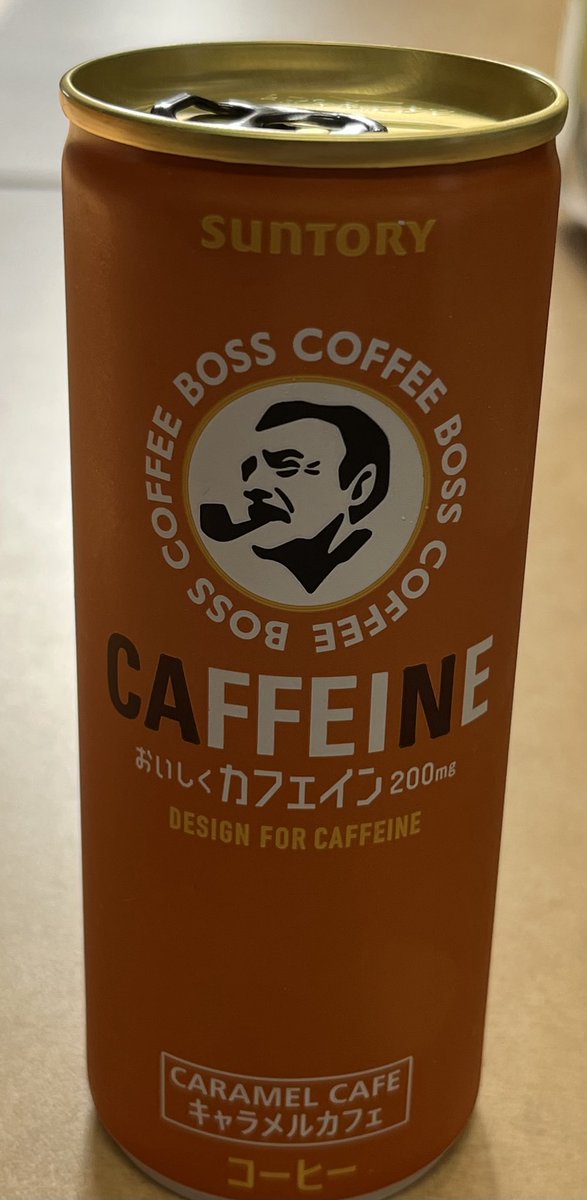 SUNTORY
BOSS COFFEE BOSS COFFEE BOSS COFFEE
CAFFEINE
おいしくカフェイン200mg
DESIGN FOR CAFFEINE
CARAMEL CAFE
キャラメルカフェ
コーヒー